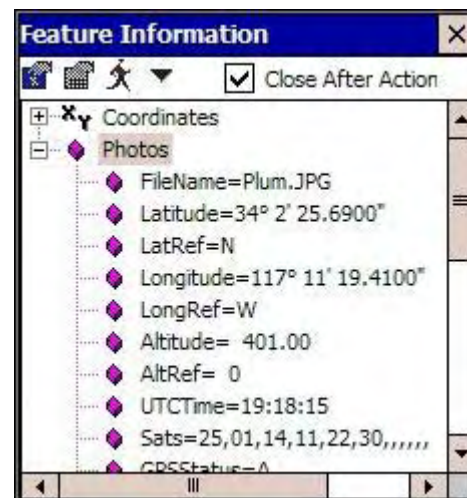 Feature Information
Close After Action
XY Coordinates
Photos
FileName=Plum.JPG
Latitude=34° 2' 25.6900"
LatRef=N
Longitude=117° 11' 19.4100"
LongRef=W
Altitude= 401.00
AltRef= 0
UTCTime=19:18:15
Sats=25,01,14,11,22,30,,,,,,
GPSStatus=A